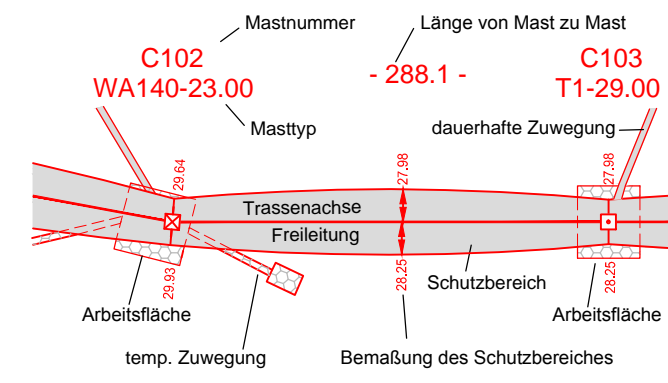 Mastnummer
Länge von Mast zu Mast
C102
WA140-23.00
- 288.1 -
C103
T1-29.00
Masttyp
dauerhafte Zuwegung
29.64
27.98
27.98
Trassenachse
Freileitung
29.93
28.25
28.25
Schutzbereich
Arbeitsfläche
Arbeitsfläche
temp. Zuwegung
Bemaßung des Schutzbereiches